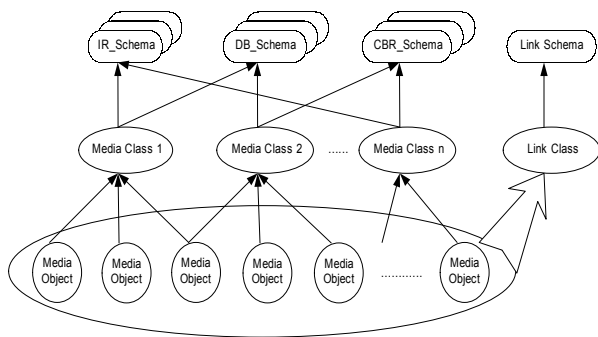 IR_Schema
DB_Schema
CBR_Schema
Link Schema
Media Class 1
Media Class 2
......
Media Class n
Link Class
Media
Object
Media
Object
Media
Object
Media
Object
Media
Object
............
Media
Object